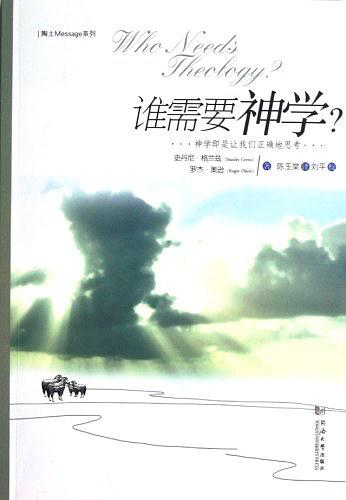 |陶土Message系列
Who Needs
Theology?
谁需要神学?
···神学即是让我们正确地思考···
史丹尼·格兰兹 (Stanley Grenz)
罗杰·奥逊 (Roger Olson)
著 陈玉棠 译 刘平 校